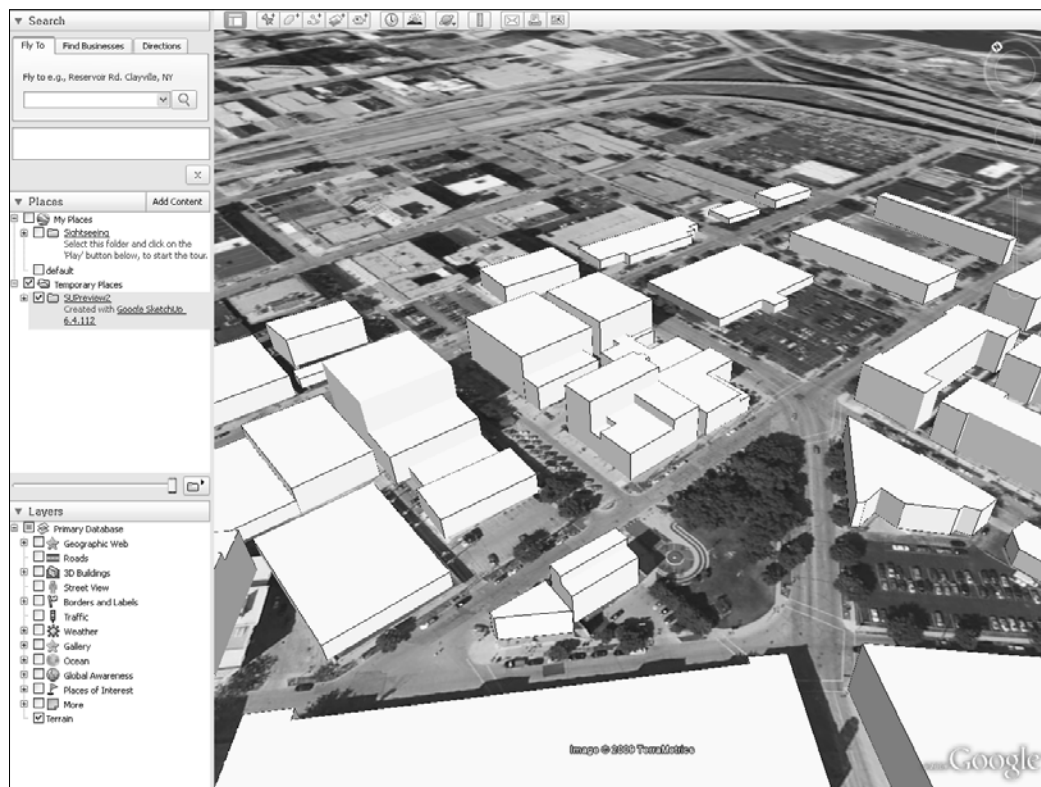 Search
Fly To
Find Businesses
Directions
Fly to e.g., Reservoir Rd. Clayville, NY
x
Places
Add Content
My Places
Sightseeing
Select this folder and click on the
'Play' button below, to start the tour.
default
Temporary Places
SUPreview2
Created with Google SketchUp
6.4.112
Layers
Primary Database
Geographic Web
Roads
3D Buildings
Street View
Borders and Labels
Traffic
Weather
Gallery
Ocean
Global Awareness
Places of Interest
More
Terrain
Image © 2009 TerraMetrics
Google